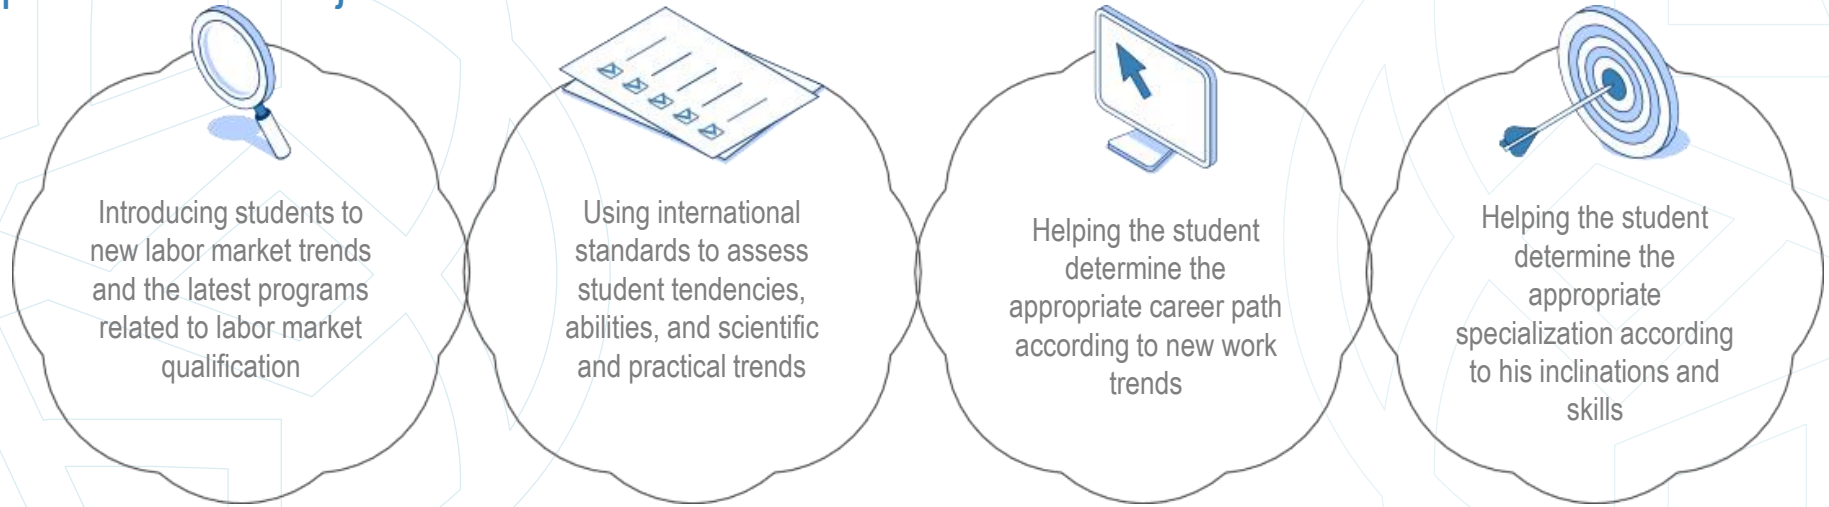 Introducing students to
new labor market trends
and the latest programs
related to labor market
qualification
Using international
standards to assess
student tendencies,
abilities, and scientific
and practical trends
Helping the student
determine the
appropriate career path
according to new work
trends
Helping the student
determine the
appropriate
specialization according
to his inclinations and
skills